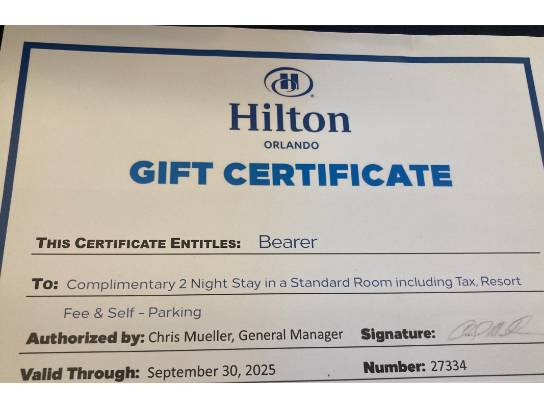 Hilton
ORLANDO
GIFT CERTIFICATE
THIS CERTIFICATE ENTITLES: Bearer
TO: Complimentary 2 Night Stay in a Standard Room including Tax, Resort
Fee & Self - Parking
Authorized by: Chris Mueller, General Manager Signature:
Valid Through: September 30, 2025 Number: 27334